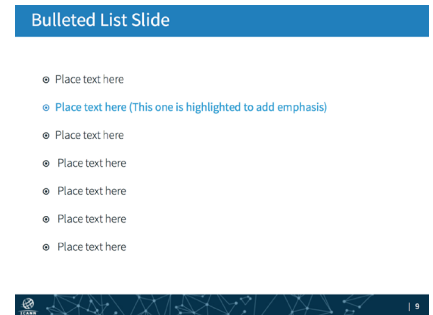 Bulleted List Slide
Place text here
Place text here (This one is highlighted to add emphasis)
Place text here
Place text here
Place text here
Place text here
Place text here
ICANN
| 9